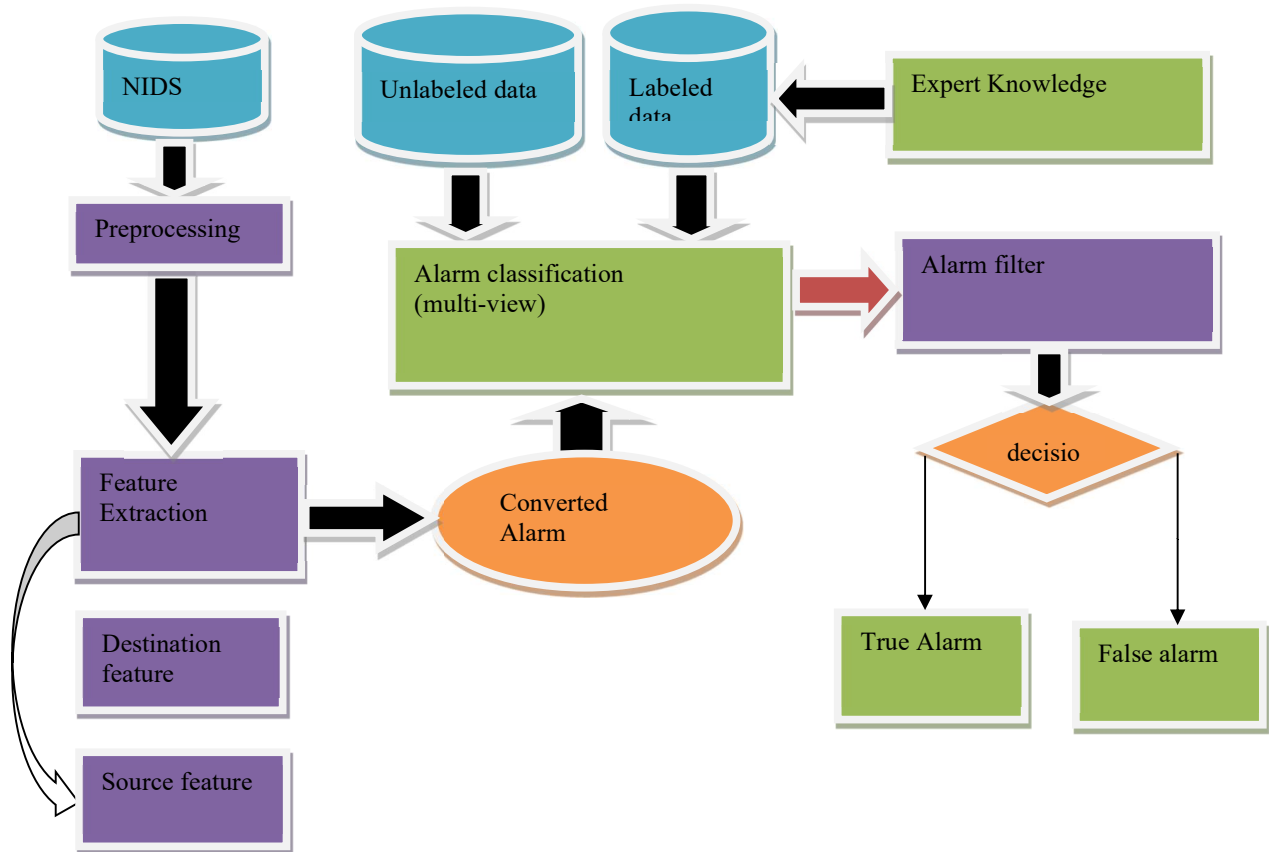 NIDS
Unlabeled data
Labeled
data
Expert Knowledge
Preprocessing
Alarm classification
(multi-view)
Alarm filter
decisio
Feature
Extraction
Converted
Alarm
Destination
feature
True Alarm
False alarm
Source feature